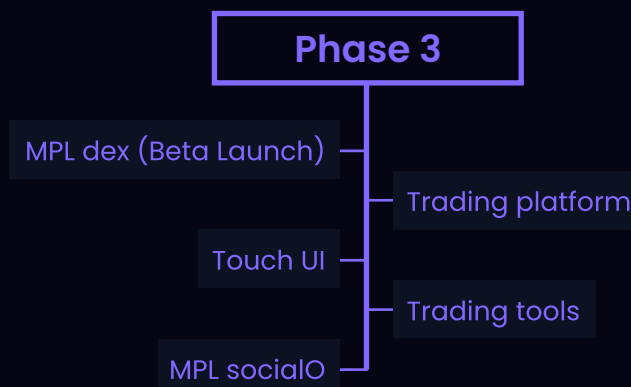 Phase 3
MPL dex (Beta Launch)
Trading platform
Touch UI
Trading tools
MPL socialO